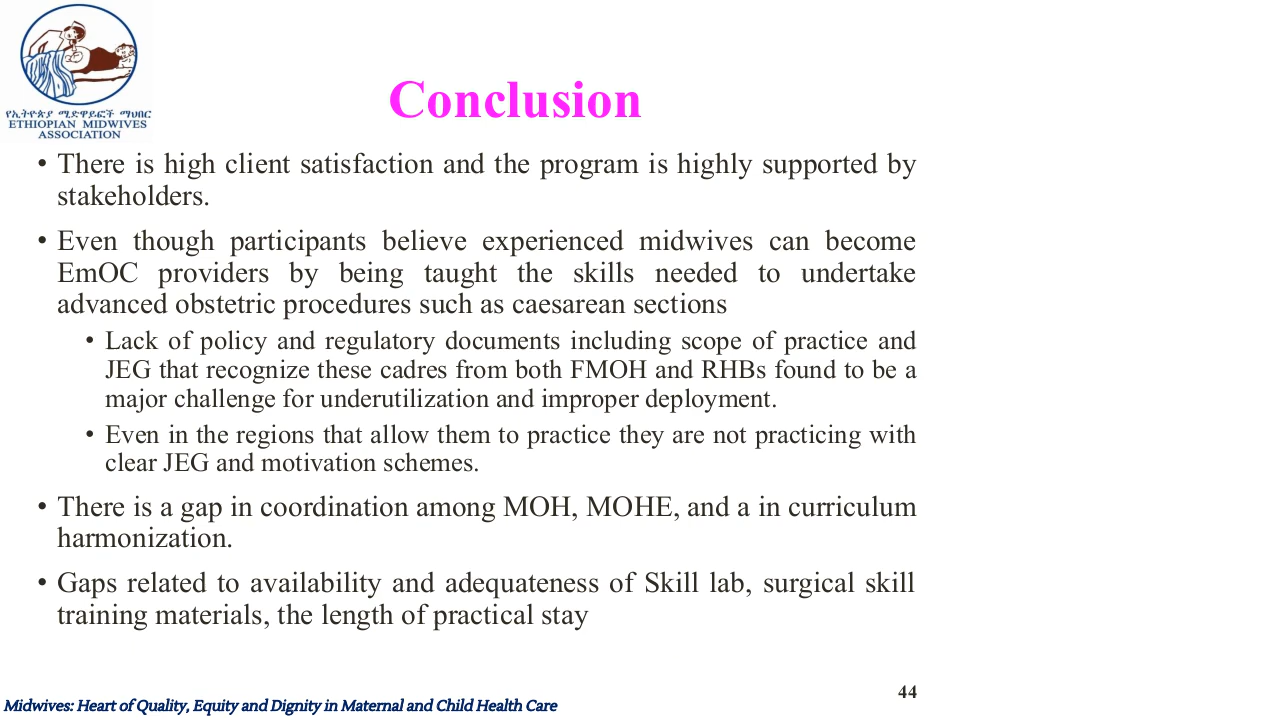 የኢትዮጵያ ሚድዋይፎች ማህበር
ETHIOPIAN MIDWIVES
ASSOCIATION
Conclusion
• There is high client satisfaction and the program is highly supported by
stakeholders.
• Even though participants believe experienced midwives can become
EmOC providers by being taught the skills needed to undertake
advanced obstetric procedures such as caesarean sections
• Lack of policy and regulatory documents including scope of practice and
JEG that recognize these cadres from both FMOH and RHBs found to be a
major challenge for underutilization and improper deployment.
• Even in the regions that allow them to practice they are not practicing with
clear JEG and motivation schemes.
• There is a gap in coordination among MOH, MOHE, and a in curriculum
harmonization.
• Gaps related to availability and adequateness of Skill lab, surgical skill
training materials, the length of practical stay
44
Midwives: Heart of Quality, Equity and Dignity in Maternal and Child Health Care